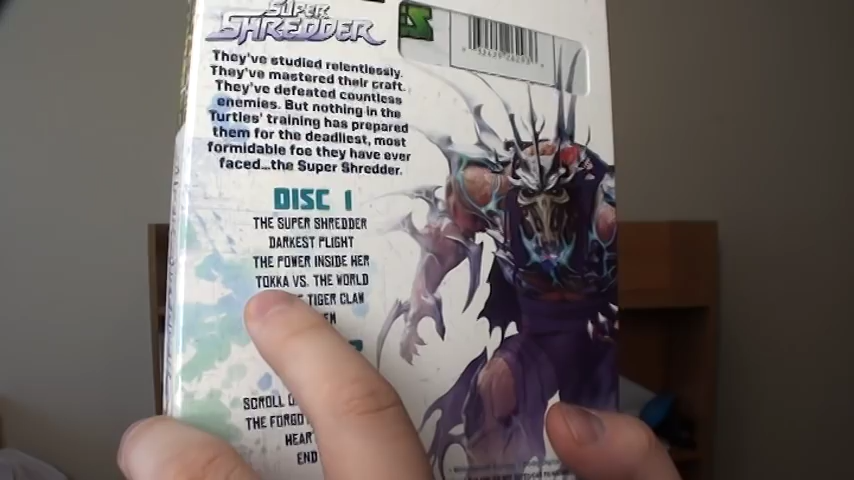 SUPER
SHREDDER
They've studied relentlessly.
They've mastered their craft.
They've defeated countless
enemies. But nothing in the
Turtles' training has prepared
them for the deadliest, most
formidable foe they have ever
faced...the Super Shredder.
DISC 1
THE SUPER SHREDDER
DARKEST PLIGHT
THE POWER INSIDE HER
TOKKA VS. THE WORLD
TIGER CLAW
SCROLL
THE
END